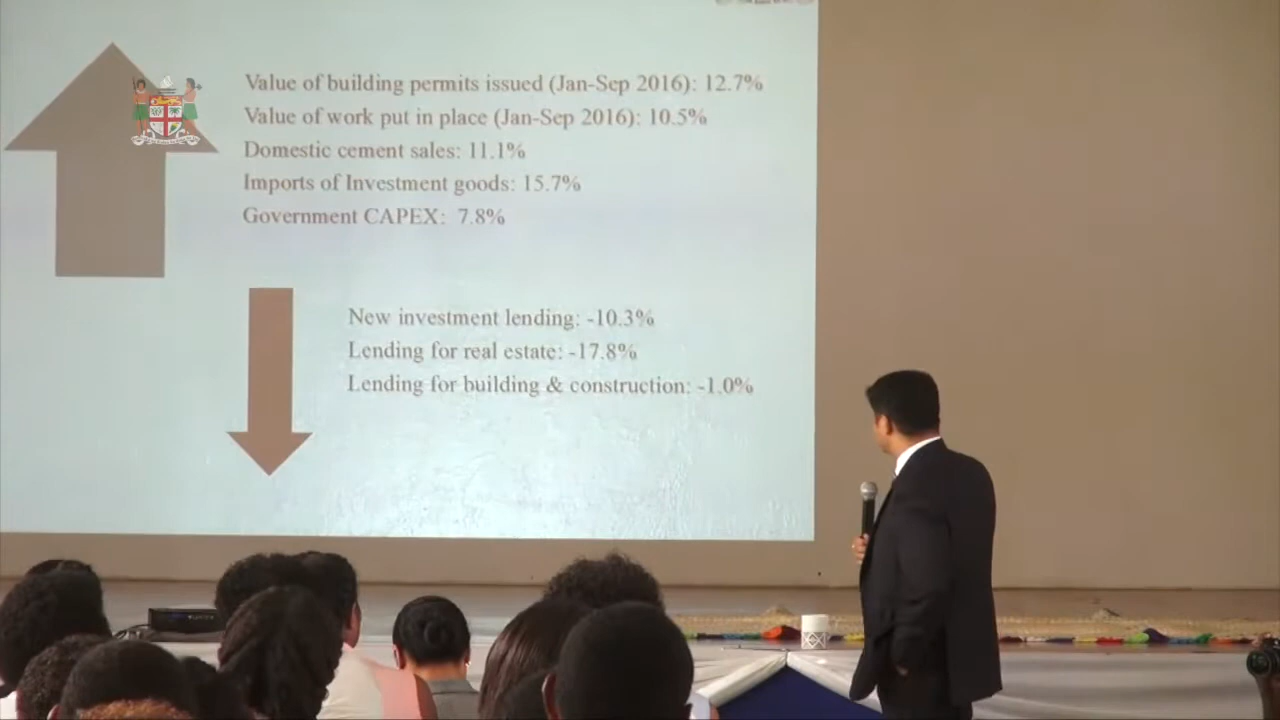 Value of building permits issued (Jan-Sep 2016): 12.7%
Value of work put in place (Jan-Sep 2016): 10.5%
Domestic cement sales: 11.1%
Imports of Investment goods: 15.7%
Government CAPEX:  7.8%
New investment lending: -10.3%
Lending for real estate: -17.8%
Lending for building & construction: -1.0%